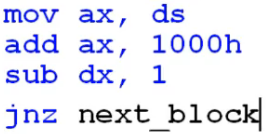 mov ax, ds
add ax, 1000h
sub dx, 1
jnz next_block